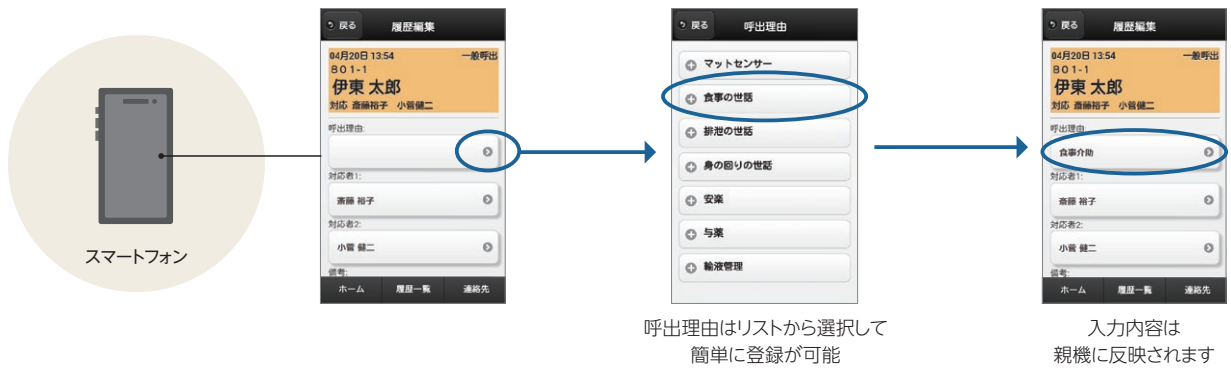 スマートフォン
戻る
履歴編集
04月20日 13:54
一般呼出
801-1
伊東 太郎
対応 斎藤裕子 小菅健二
呼出理由:
対応者1:
斎藤 裕子
対応者2:
小菅 健二
備考:
ホーム
履歴一覧
連絡先
戻る
呼出理由
マットセンサー
食事の世話
排泄の世話
身の回りの世話
安楽
与薬
輸液管理
呼出理由はリストから選択して
簡単に登録が可能
戻る
履歴編集
04月20日 13:54
一般呼出
801-1
伊東 太郎
対応 斎藤裕子 小菅健二
呼出理由:
食事介助
対応者1:
斎藤 裕子
対応者2:
小菅 健二
備考:
ホーム
履歴一覧
連絡先
入力内容は
親機に反映されます